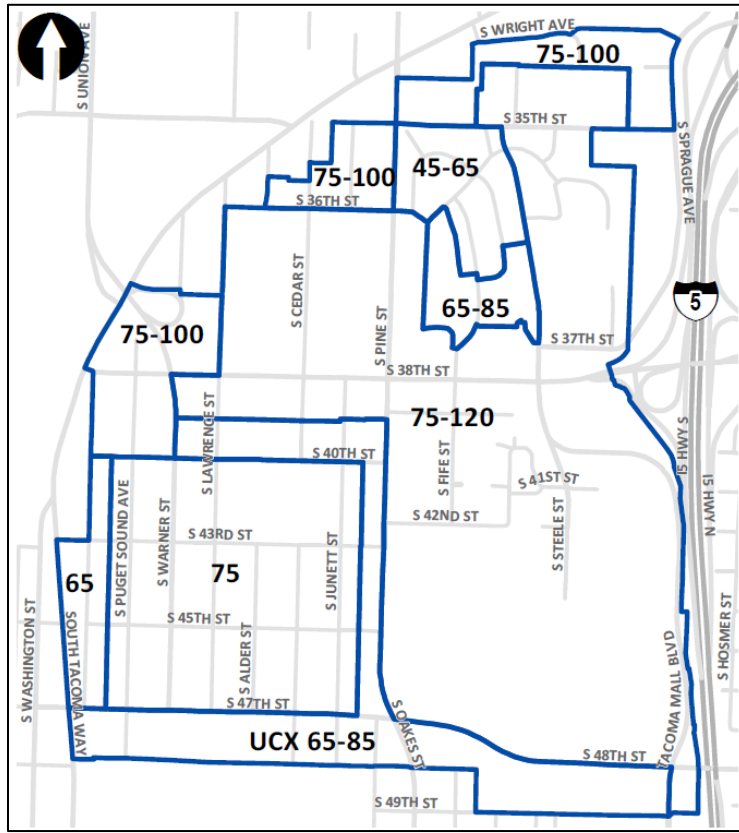 S WRIGHT AVE
75-100
S UNION AVE
S 35TH ST
S SPRAGUE AVE
75-100
45-65
S 36TH ST
S CEDAR ST
S PINE ST
65-85
5
75-100
S 37TH ST
S 38TH ST
75-120
S LAWRENCE ST
S 40TH ST
S FIFE ST
S 41ST ST
IS HWY S
I5 HWY N
S 42ND ST
S STEELE ST
S PUGET SOUND AVE
S WARNER ST
S 43RD ST
S JUNETT ST
65
75
S WASHINGTON ST
SOUTH TACOMA WAY
S 45TH ST
S ALDER ST
S HOSMER ST
TACOMA MALL BLVD
S 47TH ST
S OAKES ST
UCX 65-85
S 48TH ST
S 49TH ST